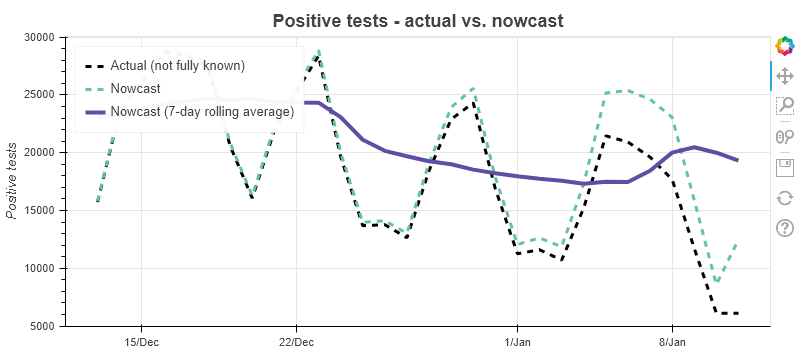 Positive tests - actual vs. nowcast
30000
25000
20000
15000
10000
5000
Positive tests
Actual (not fully known)
Nowcast
Nowcast (7-day rolling average)
15/Dec
22/Dec
1/Jan
8/Jan